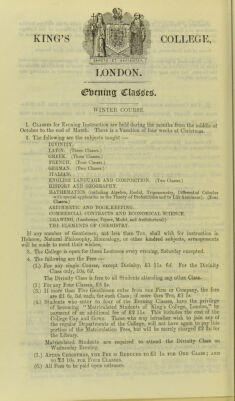 KING'S COLLEGE,
SANCTE ET SAPIENTER
LONDON.
Evening Classes.
WINTER COURSE.
1. CLASSES for Evening Instruction are held during the months from the middle of
October to the end of March. There is a Vacation of four weeks at Christmas.
2. The following are the subjects taught:—
DIVINITY.
LATIN. (Three Classes.)
GREEK. (Three Classes.)
FRENCH. (Four Classes.)
GERMAN. (Two Classes.)
ITALIAN.
ENGLISH LANGUAGE AND COMPOSITION. (Two Classes.)
HISTORY AND GEOGRAPHY.
MATHEMATICS (including Algebra, Euclid, Trigonometry, Differential Calculus
with special application to the Theory of Probabilities and to Life Assurance). (Four
Classes.)
ARITHMETIC AND BOOK-KEEPING.
COMMERCIAL CONTRACTS AND ECONOMICAL SCIENCE.
DRAWING, (Landscape, Figure, Model, and Architectural)
THE ELEMENTS OF CHEMISTRY.
If any number of Gentlemen, not less than Ten, shall wish for instruction in
Hebrew, Natural Philosophy, Mineralogy, or other kindred subjects, arrangements
will be made to meet their wishes.
3. The College is open for these Lectures every evening, Saturday excepted.
4. The following are the Fees:—
(1.) For any single Course, except Divinity, £1 11s. 6d. For the Divinity
Class only, 10s. 6d.
The Divinity Class is free to all Students attending any other Class.
(2.) For any Four Classes, £5 5s.
(3.) If more than Five Gentlemen enter from one Firm or Company, the fees
are £1 6s. 3d. each; if more than Ten, £1 1s.
(4.) Students who enter to four of the Evening Classes, have the privilege
of becoming "Matriculated Students of King's College, London," by
payment of an additional fee of £2 11s. This includes the cost of the
College Cap and Gown. Those who may intend to pass into any of
the regular Departments of the College, will not have again to pay
portion of the Matriculation Fees, but will be merely charged £2 2s. for
the Library.
Matriculated Students are required to attend the Divinity Class on
Wednesday Evening.
(5.) AFTER CHRISTMAS, THE FEE IS REDUCED TO £1 1s. FOR ONE CLASS; AND
TO £3 10s. FOR FOUR CLASSES.
(6.) All Fees to be paid upon entrance.